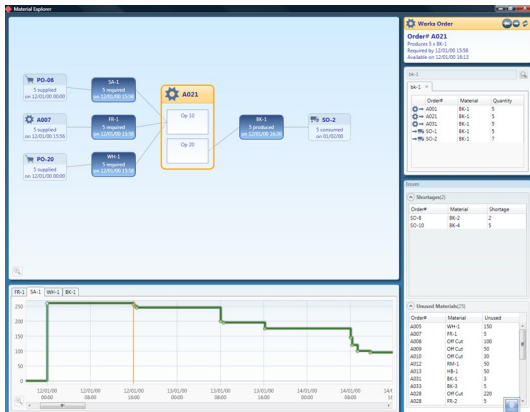 Material Explorer
PO-06
5 supplied
on 12/01/00 00:00
SA-1
5 required
on 12/01/00 15:56
A021
Op 10
Op 20
A007
5 supplied
on 12/01/00 15:56
FR-1
5 required
on 12/01/00 15:56
BK-1
5 produced
on 12/01/00 16:20
SO-2
5 consumed
on 01/02/00
PO-20
5 supplied
on 12/01/00 00:00
WH-1
5 required
on 12/01/00 15:56
Works Order
Order# A021
Produces 5 x BK-1
Required by 12/01/00 15:56
Available on 12/01/00 16:13
bk-1
bk-1 ×
Order# Material Quantity
A001 BK-1 5
A021 BK-1 5
A031 BK-1 5
SO-1 BK-1 5
SO-2 BK-1 7
Issues
Shortages(2)
Order# Material Shortage
SO-8 BK-2 2
SO-10 BK-4 5
Unused Materials(25)
Order# Material Unused
A005 WH-1 150
A007 FR-1 5
A008 Off Cut 100
A009 Off Cut 50
A010 Off Cut 30
A012 RM-1 50
A013 HB-1 50
A031 BK-1 3
A033 BK-3 5
A028 Off Cut 220
A028 FR-2 5
FR-1 SA-1 WH-1 BK-1
250
200
150
100
50
0
12/01/00 12/01/00 12/01/00 13/01/00 13/01/00 13/01/00 14/01/00 14/01/00
00:00 08:00 16:00 00:00 08:00 16:00 00:00 08:00